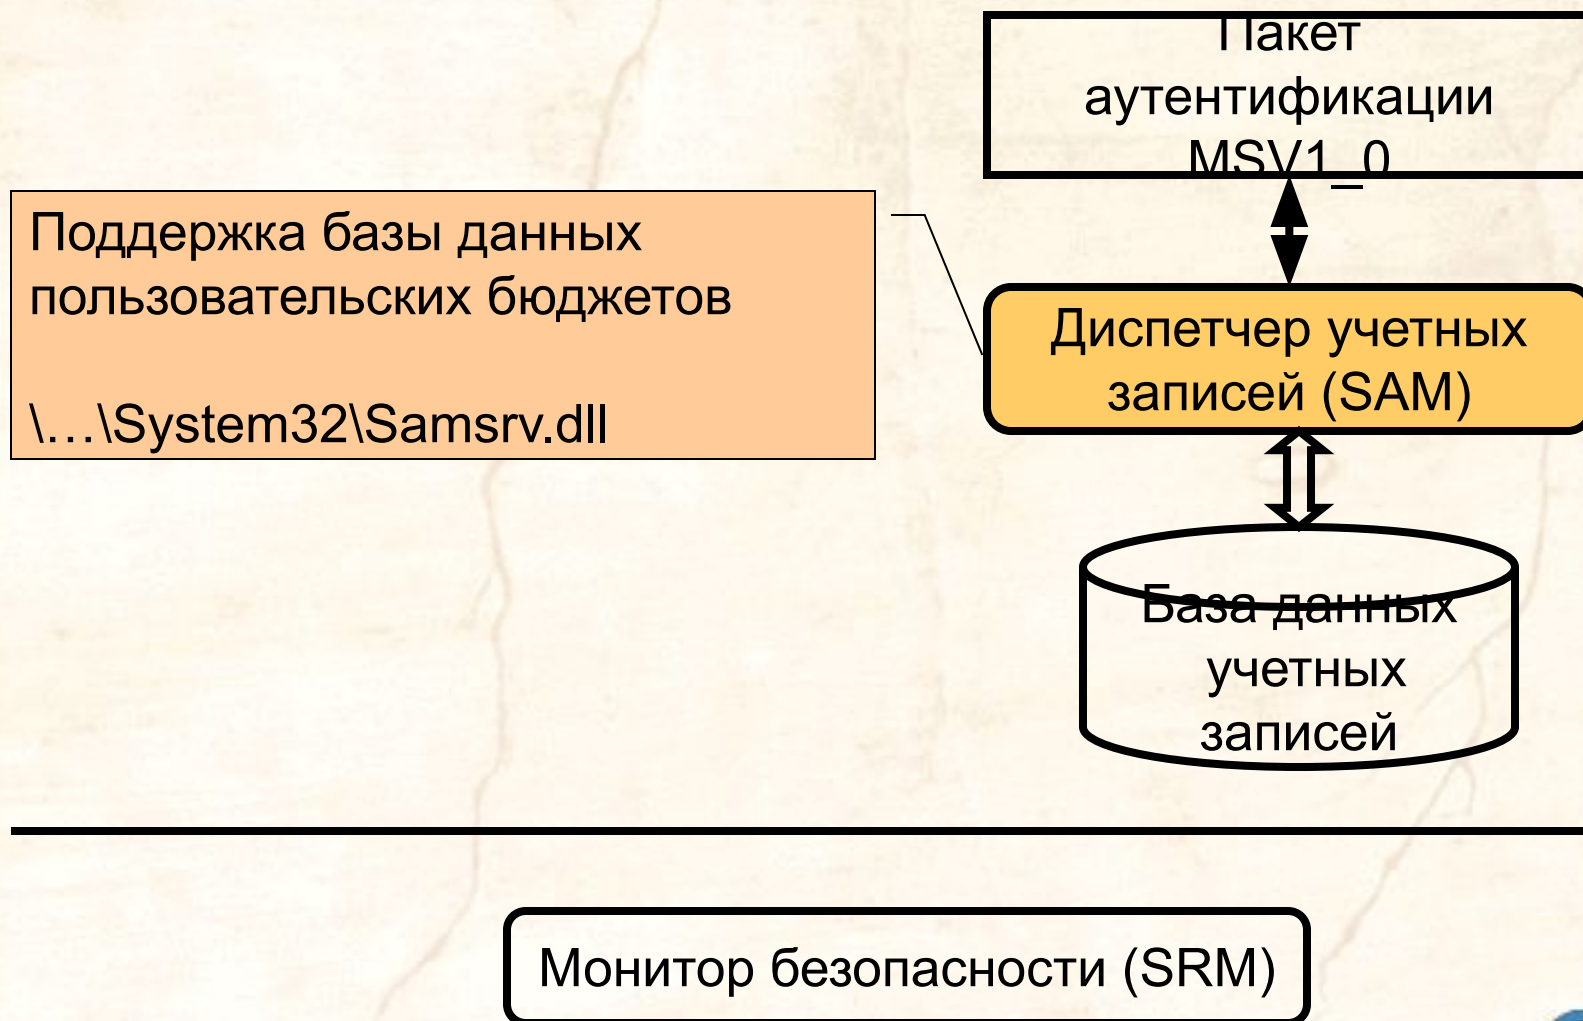 Пакет
аутентификации
MSV1_0
Поддержка базы данных
пользовательских бюджетов
\…\System32\Samsrv.dll
Диспетчер учетных
записей (SAM)
База данных
учетных
записей
Монитор безопасности (SRM)